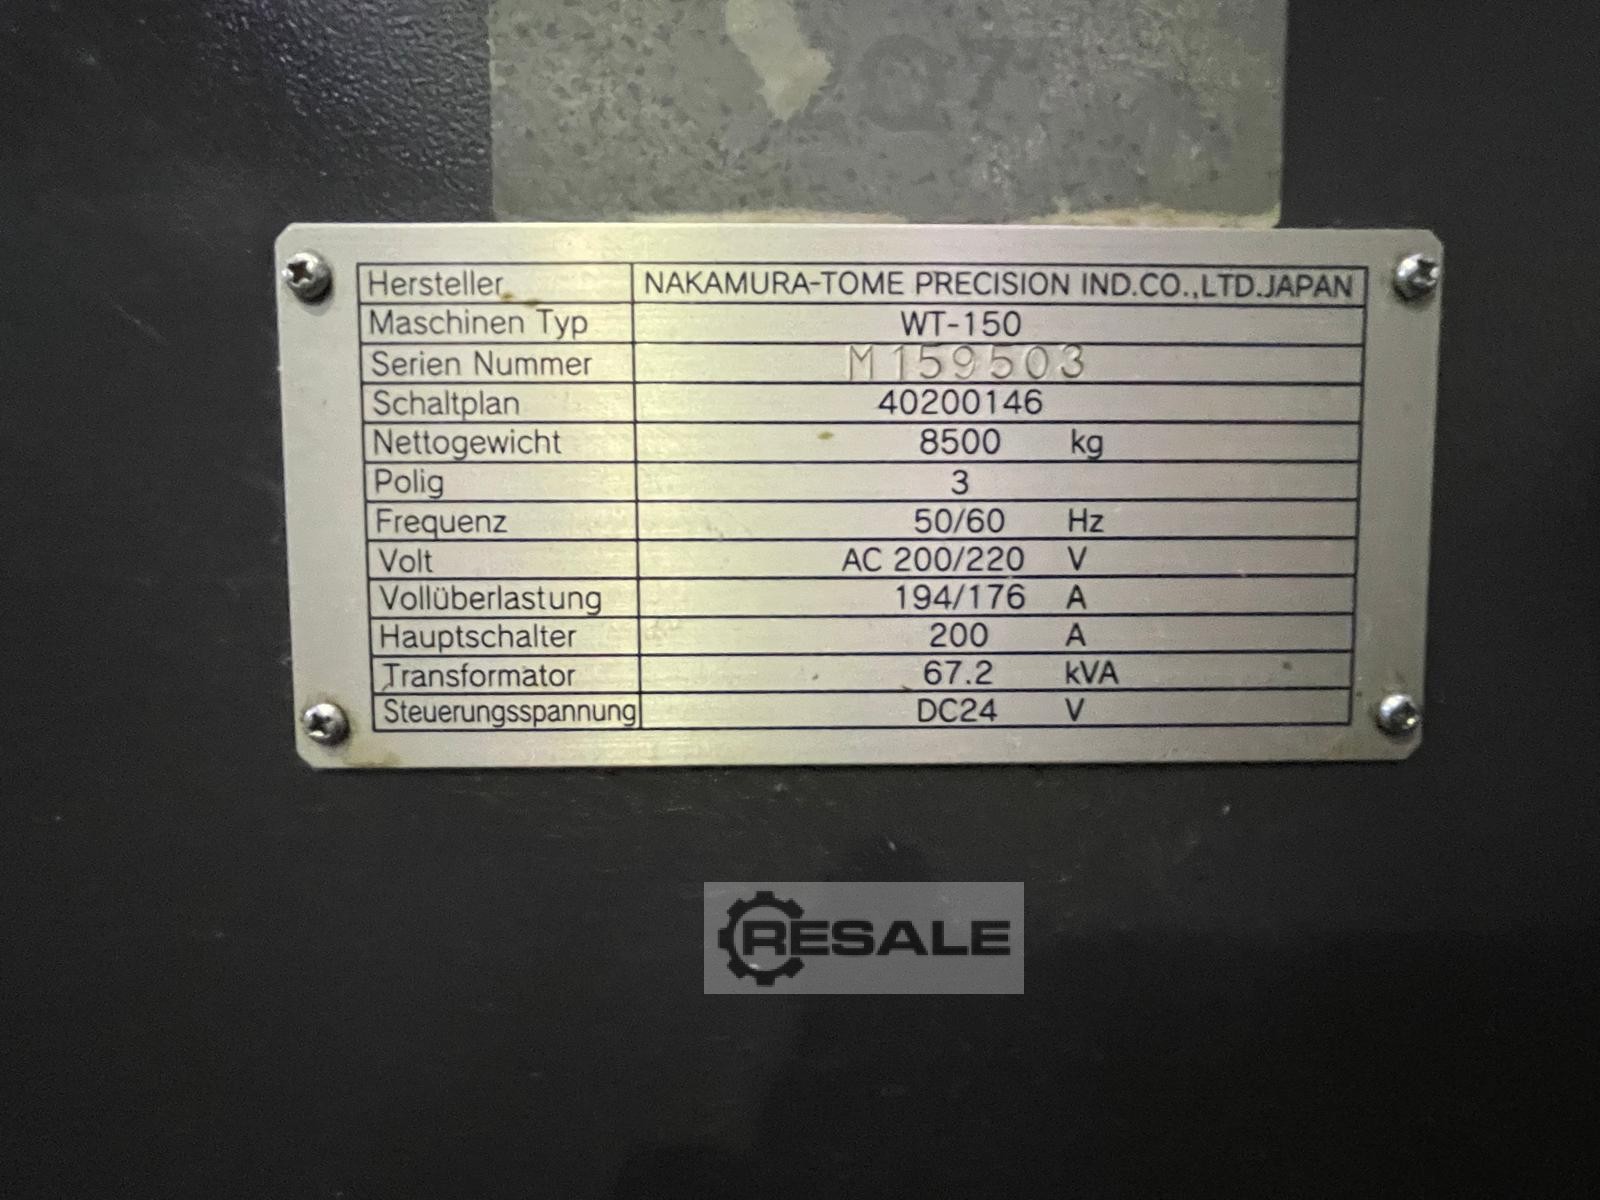 Hersteller NAKAMURA-TOME PRECISION IND.CO.,LTD.JAPAN
Maschinen Typ WT-150
Serien Nummer M159503
Schaltplan 40200146
Nettogewicht 8500 kg
Polig 3
Frequenz 50/60 Hz
Volt AC 200/220 V
Vollüberlastung 194/176 A
Hauptschalter 200 A
Transformator 67.2 kVA
Steuerungsspannung DC24 V
RESALE